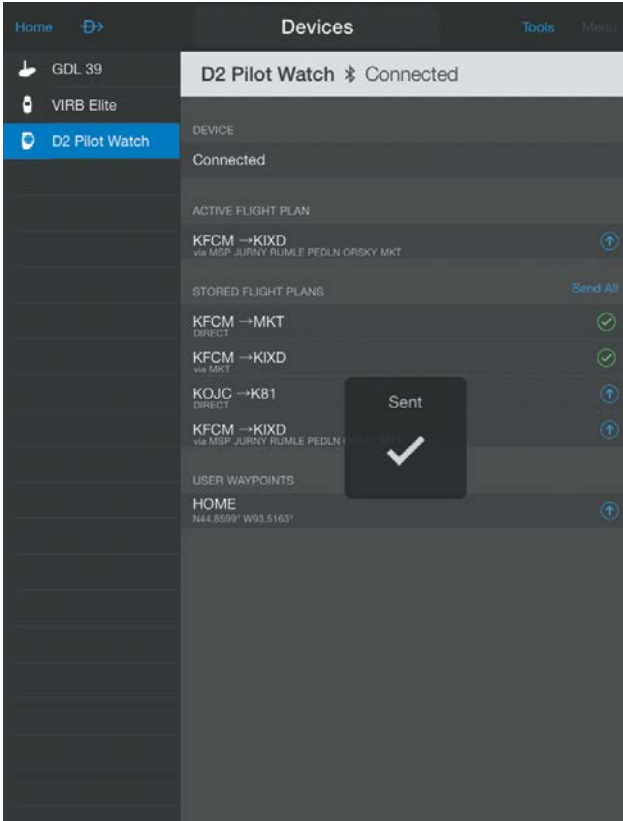 Home
Devices
Tools
Menu
GDL 39
VIRB Elite
D2 Pilot Watch
D2 Pilot Watch Connected
DEVICE
Connected
ACTIVE FLIGHT PLAN
KFCM → KIXD
via MSP JURNY RUMLE PEDLN ORSKY MKT
STORED FLIGHT PLANS
Send All
KFCM → MKT
DIRECT
KFCM → KIXD
via MKT
KOJC → K81
DIRECT
KFCM → KIXD
via MSP JURNY RUMLE PEDLN
Sent
USER WAYPOINTS
HOME
N44.8599° W93.5163°